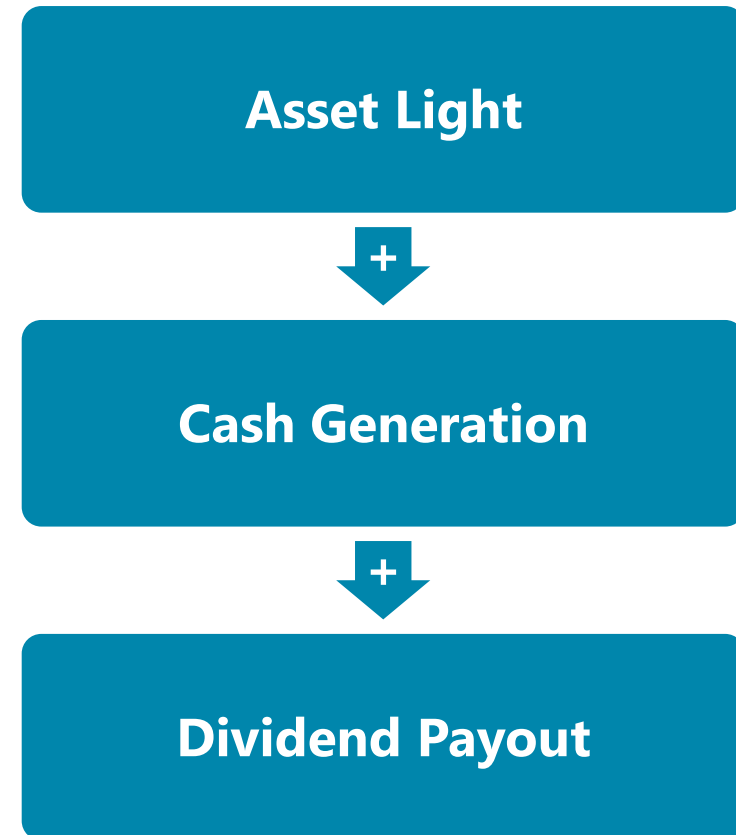 Asset Light
+
Cash Generation
+
Dividend Payout